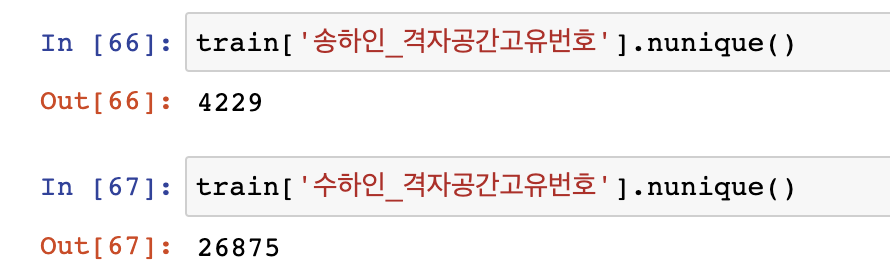 In [66]: train['송하인_격자공간고유번호'].nunique()
Out[66]: 4229
In [67]: train['수하인_격자공간고유번호'].nunique()
Out[67]: 26875